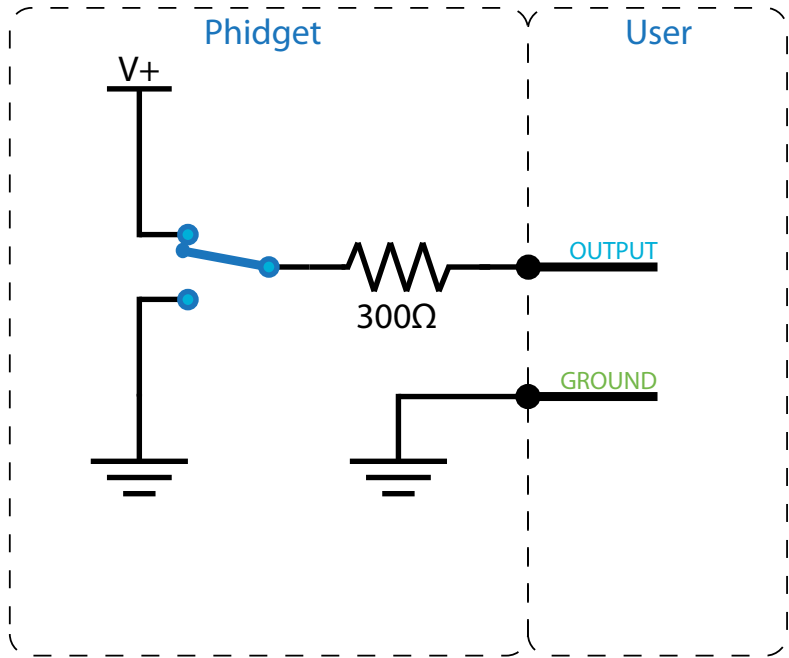 Phidget
User
V+
OUTPUT
300Ω
GROUND